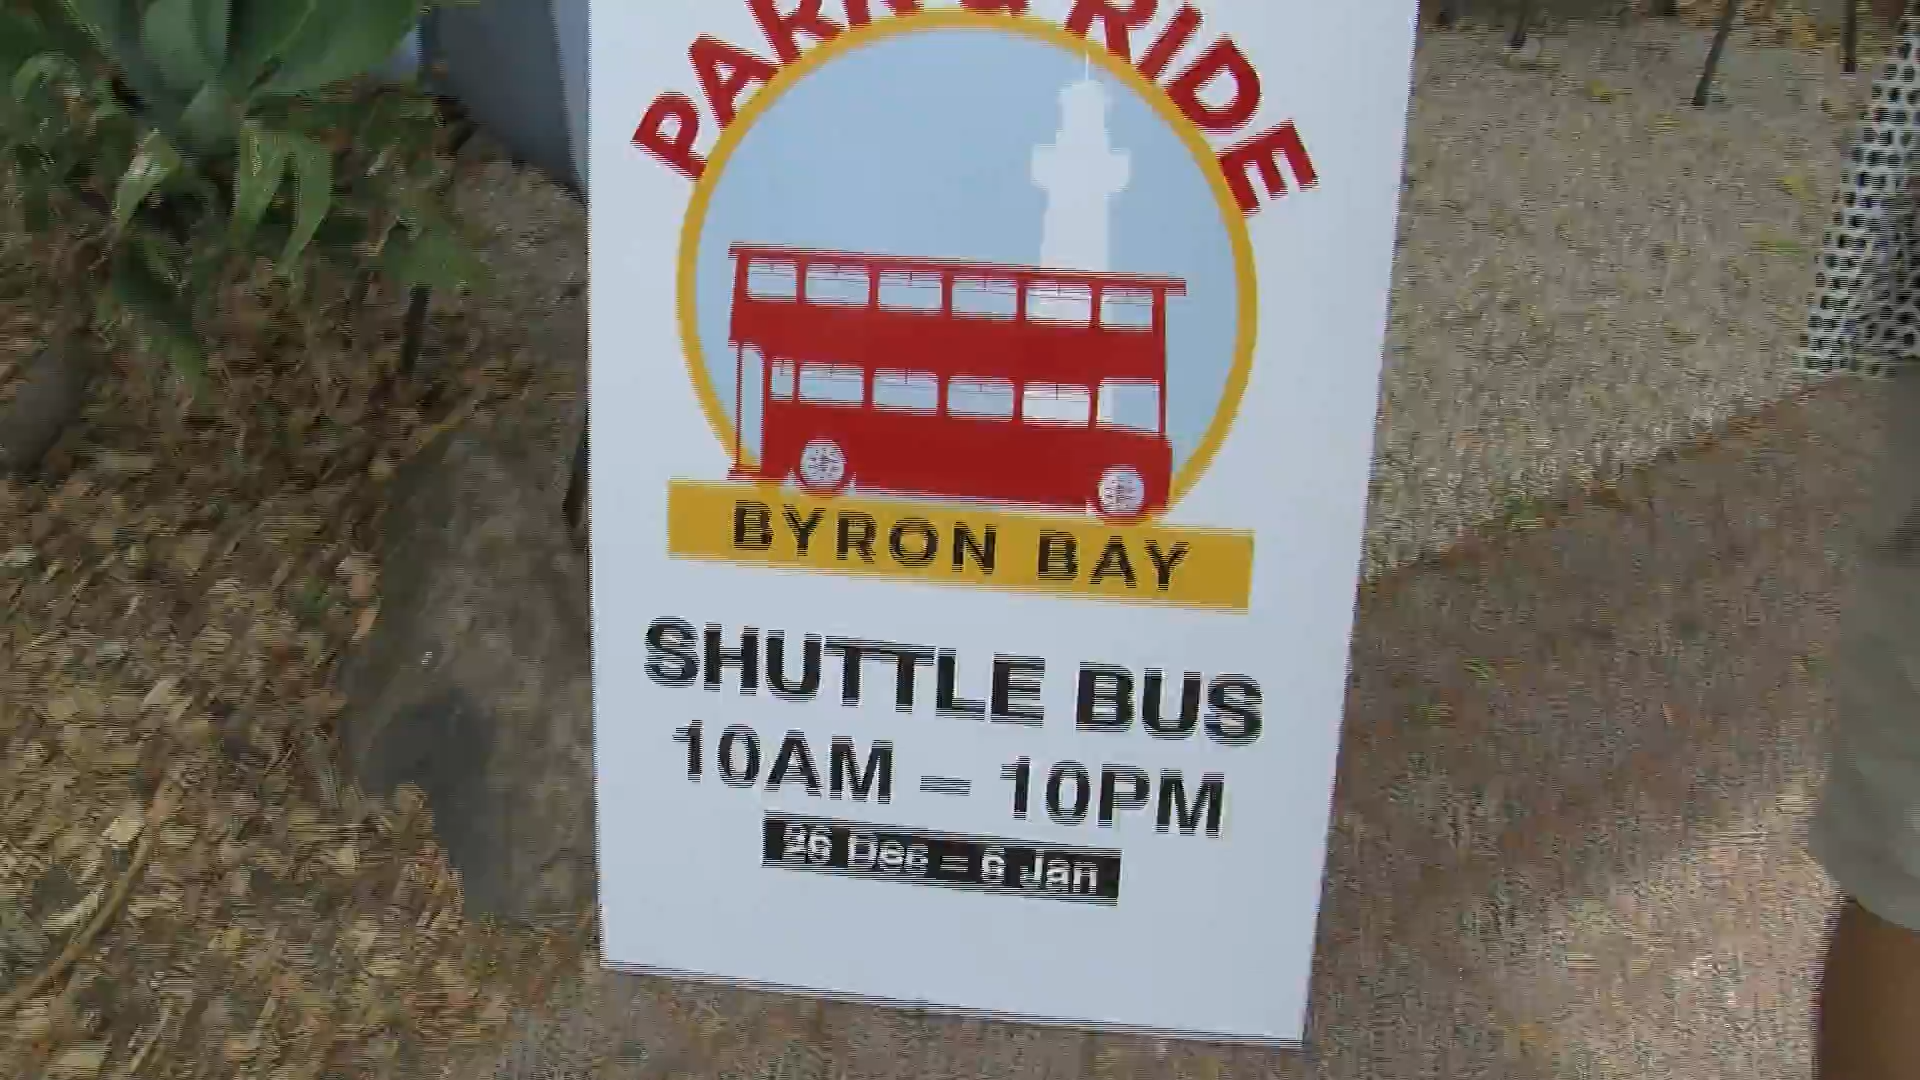 PARK & RIDE
BYRON BAY
SHUTTLE BUS
10AM – 10PM
26 Dec – 6 Jan